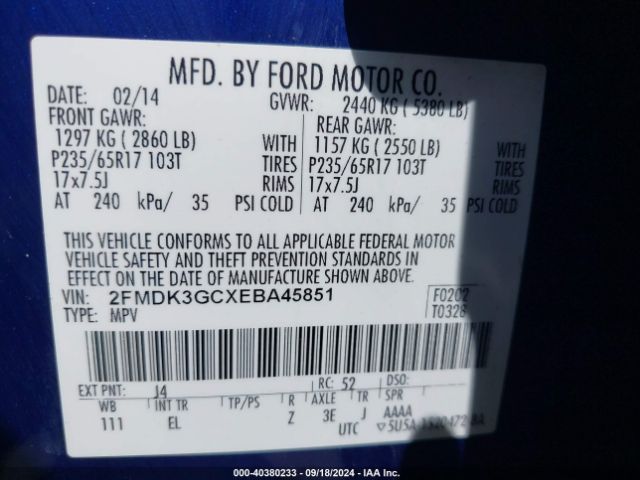 MFD. BY FORD MOTOR CO.
DATE: 02/14 GVWR: 2440 KG ( 5380 LB)
FRONT GAWR: REAR GAWR:
1297 KG ( 2860 LB) WITH 1157 KG ( 2550 LB) WITH
P235/65R17 103T TIRES P235/65R17 103T TIRES
17x7.5J RIMS 17x7.5J RIMS
AT 240 kPa/ 35 PSI COLD AT 240 kPa/ 35 PSI COLD
THIS VEHICLE CONFORMS TO ALL APPLICABLE FEDERAL MOTOR
VEHICLE SAFETY AND THEFT PREVENTION STANDARDS IN
EFFECT ON THE DATE OF MANUFACTURE SHOWN ABOVE.
VIN: 2FMDK3GCXEBA45851 F0202
TYPE: MPV T0328
EXT PNT: J4 RC: 52 DSO:
WB INT TR TP/PS R AXLE TR SPR
111 EL Z 3E J AAAA
UTC
000-40380233 - 09/18/2024 - IAA Inc.